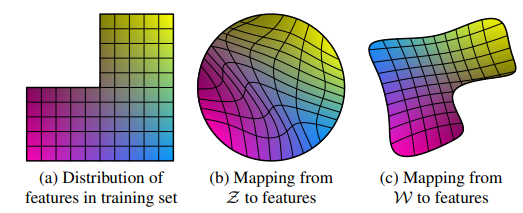 (a) Distribution of
features in training set
(b) Mapping from
𝒵 to features
(c) Mapping from
𝒲 to features